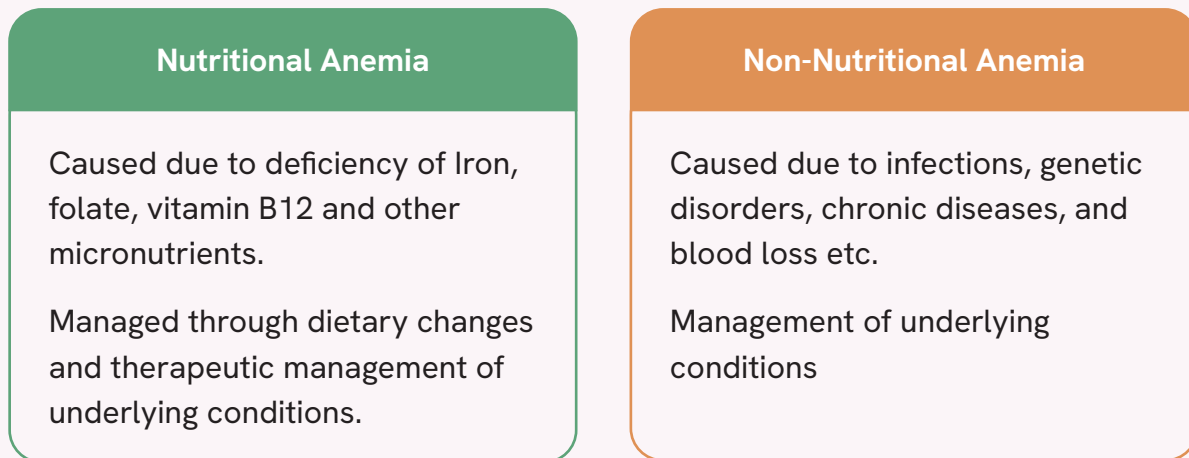 Nutritional Anemia
Caused due to deficiency of Iron,
folate, vitamin B12 and other
micronutrients.
Managed through dietary changes
and therapeutic management of
underlying conditions.
Non-Nutritional Anemia
Caused due to infections, genetic
disorders, chronic diseases, and
blood loss etc.
Management of underlying
conditions